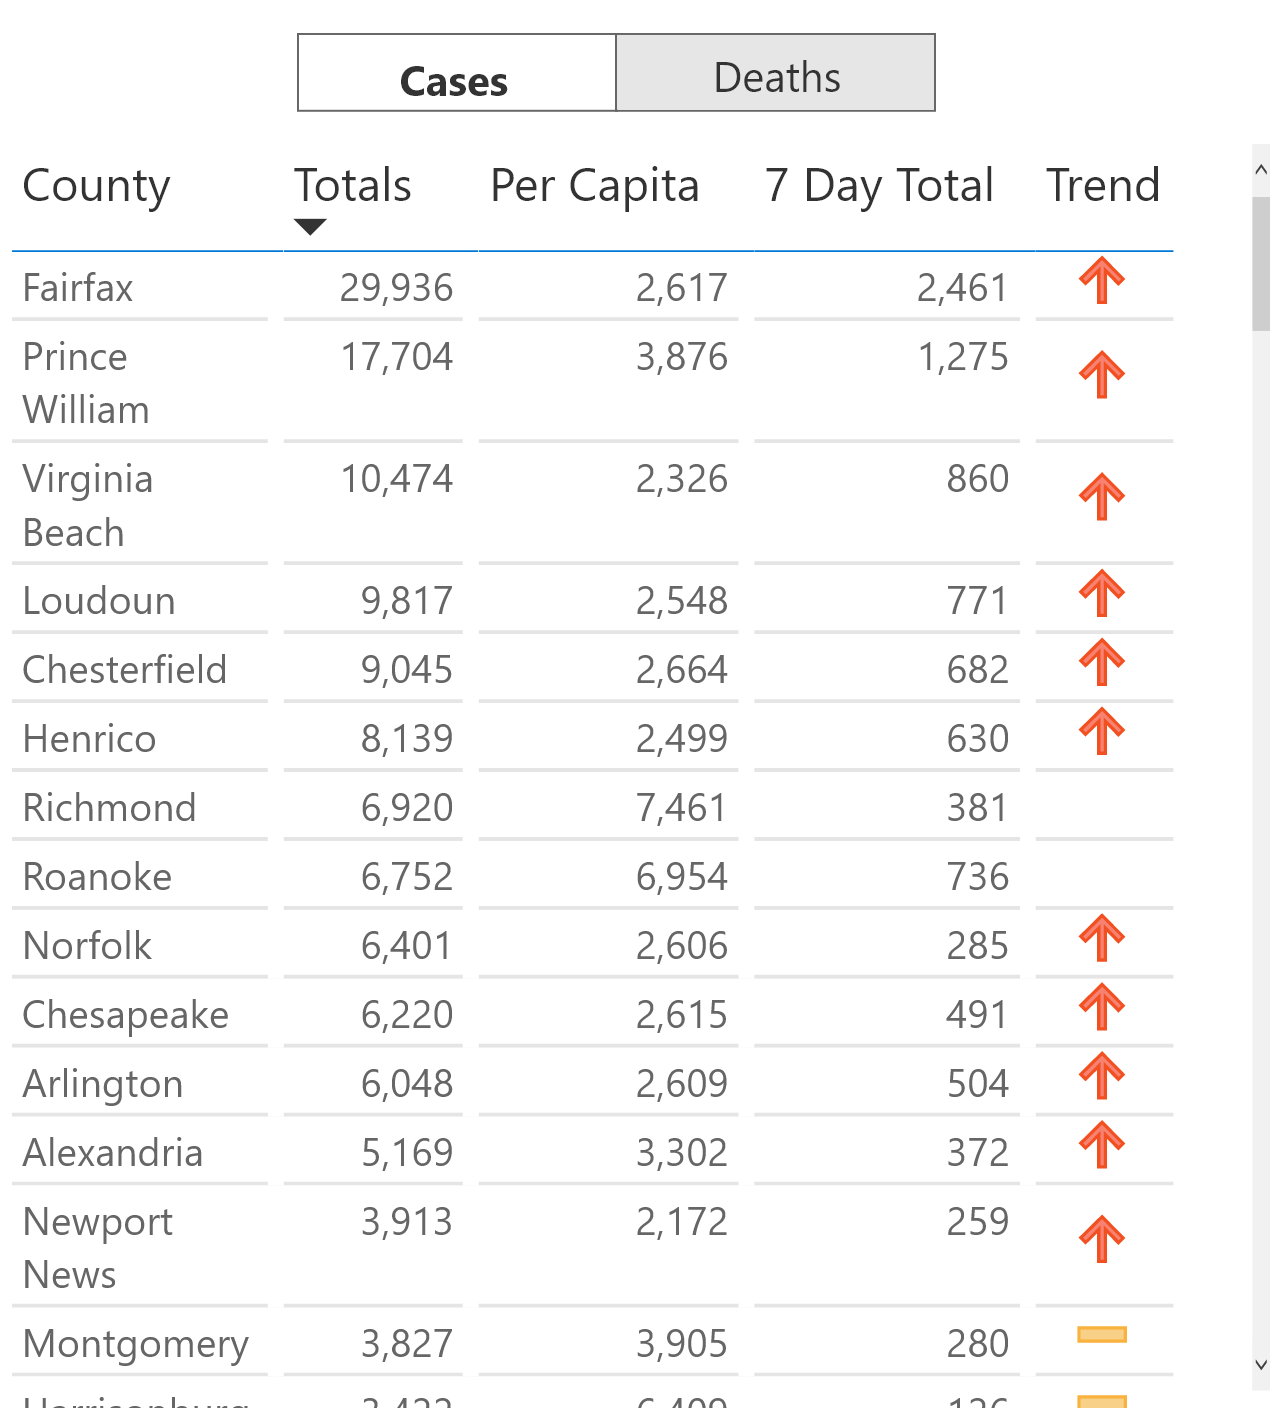 Cases Deaths
County Totals Per Capita 7 Day Total Trend
Fairfax 29,936 2,617 2,461
Prince 17,704 3,876 1,275
William
Virginia 10,474 2,326 860
Beach
Loudoun 9,817 2,548 771
Chesterfield 9,045 2,664 682
Henrico 8,139 2,499 630
Richmond 6,920 7,461 381
Roanoke 6,752 6,954 736
Norfolk 6,401 2,606 285
Chesapeake 6,220 2,615 491
Arlington 6,048 2,609 504
Alexandria 5,169 3,302 372
Newport 3,913 2,172 259
News
Montgomery 3,827 3,905 280